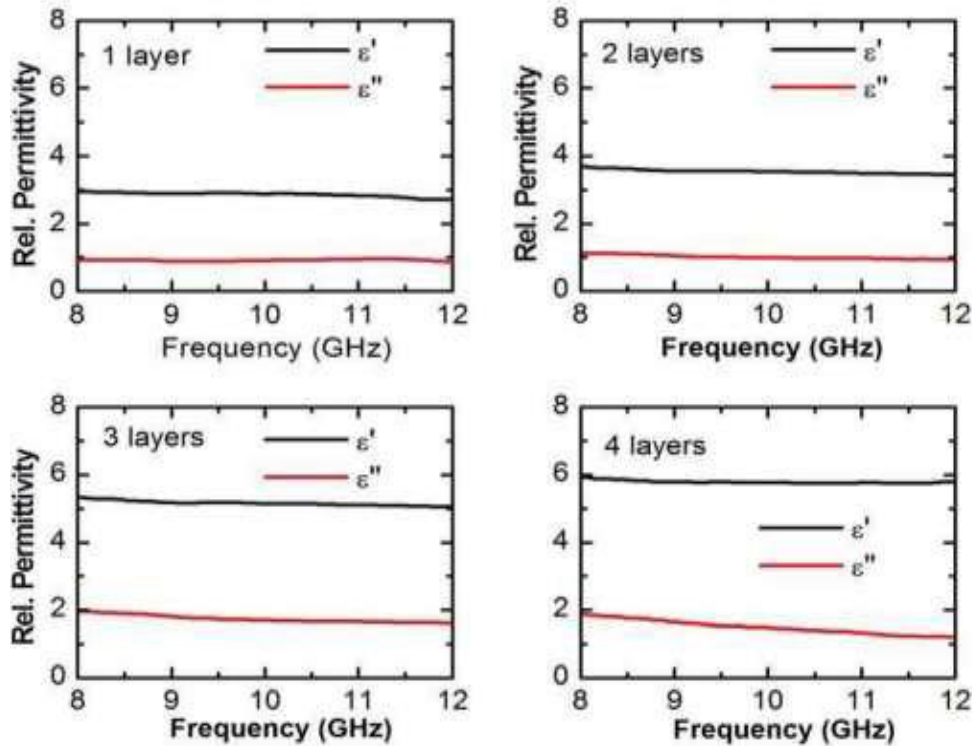 Rel. Permittivity
8
6
4
2
0
1 layer
ε'
ε"
8 9 10 11 12
Frequency (GHz)
Rel. Permittivity
8
6
4
2
0
2 layers
ε'
ε"
8 9 10 11 12
Frequency (GHz)
Rel. Permittivity
8
6
4
2
0
3 layers
ε'
ε"
8 9 10 11 12
Frequency (GHz)
8
6
4
2
0
4 layers
ε'
ε"
8 9 10 11 12
Frequency (GHz)